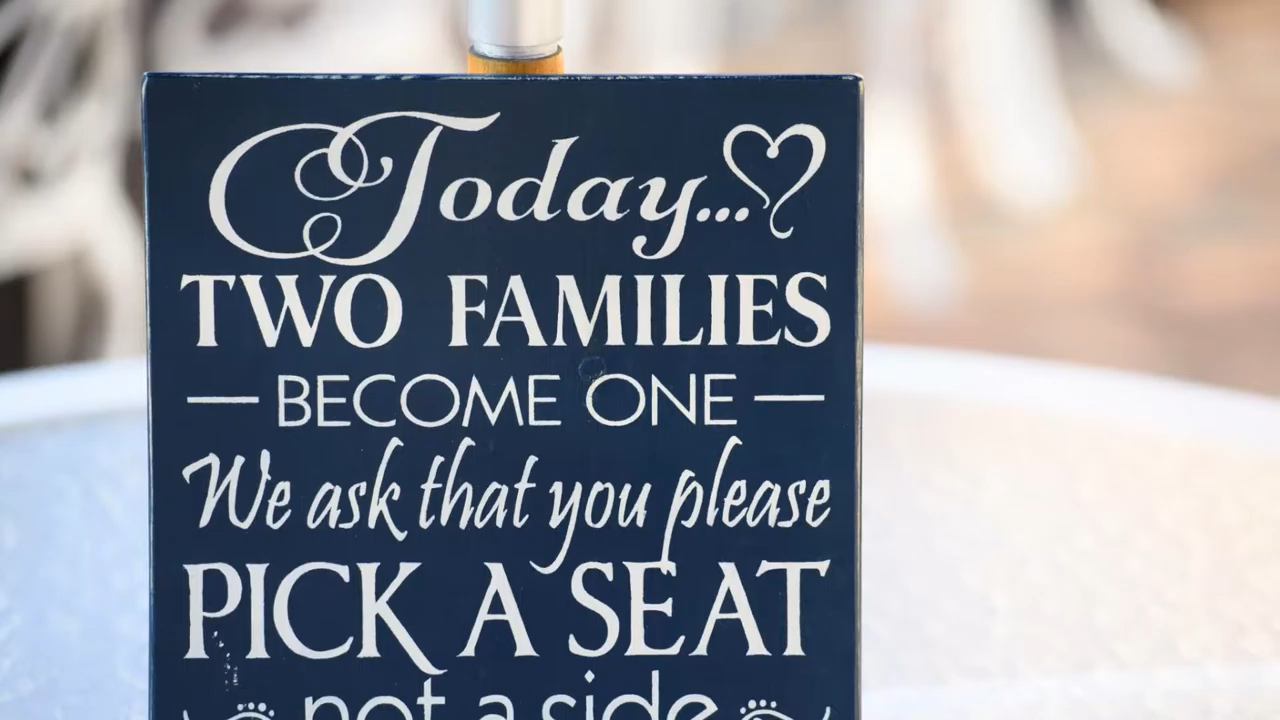 Today...
TWO FAMILIES
BECOME ONE
We ask that you please
PICK A SEAT
not a side